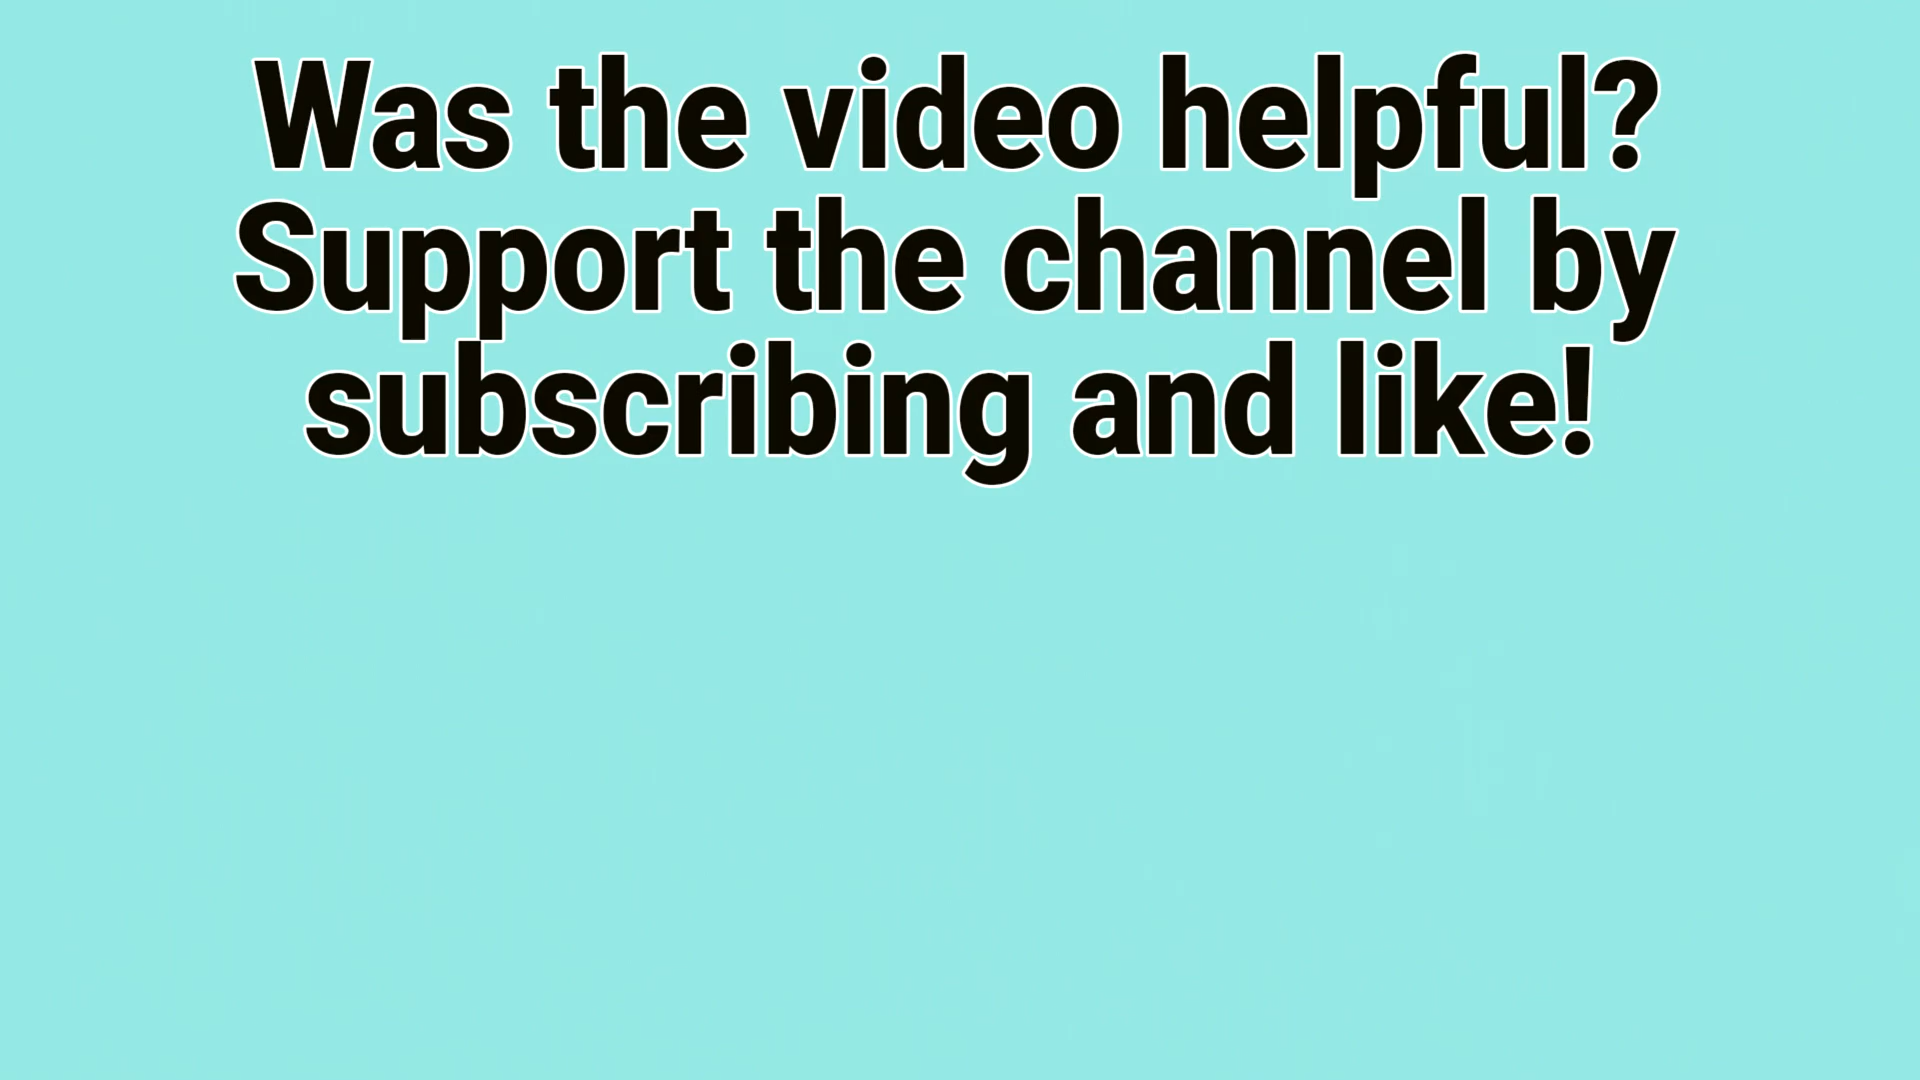 Was the video helpful?
Support the channel by
subscribing and like!